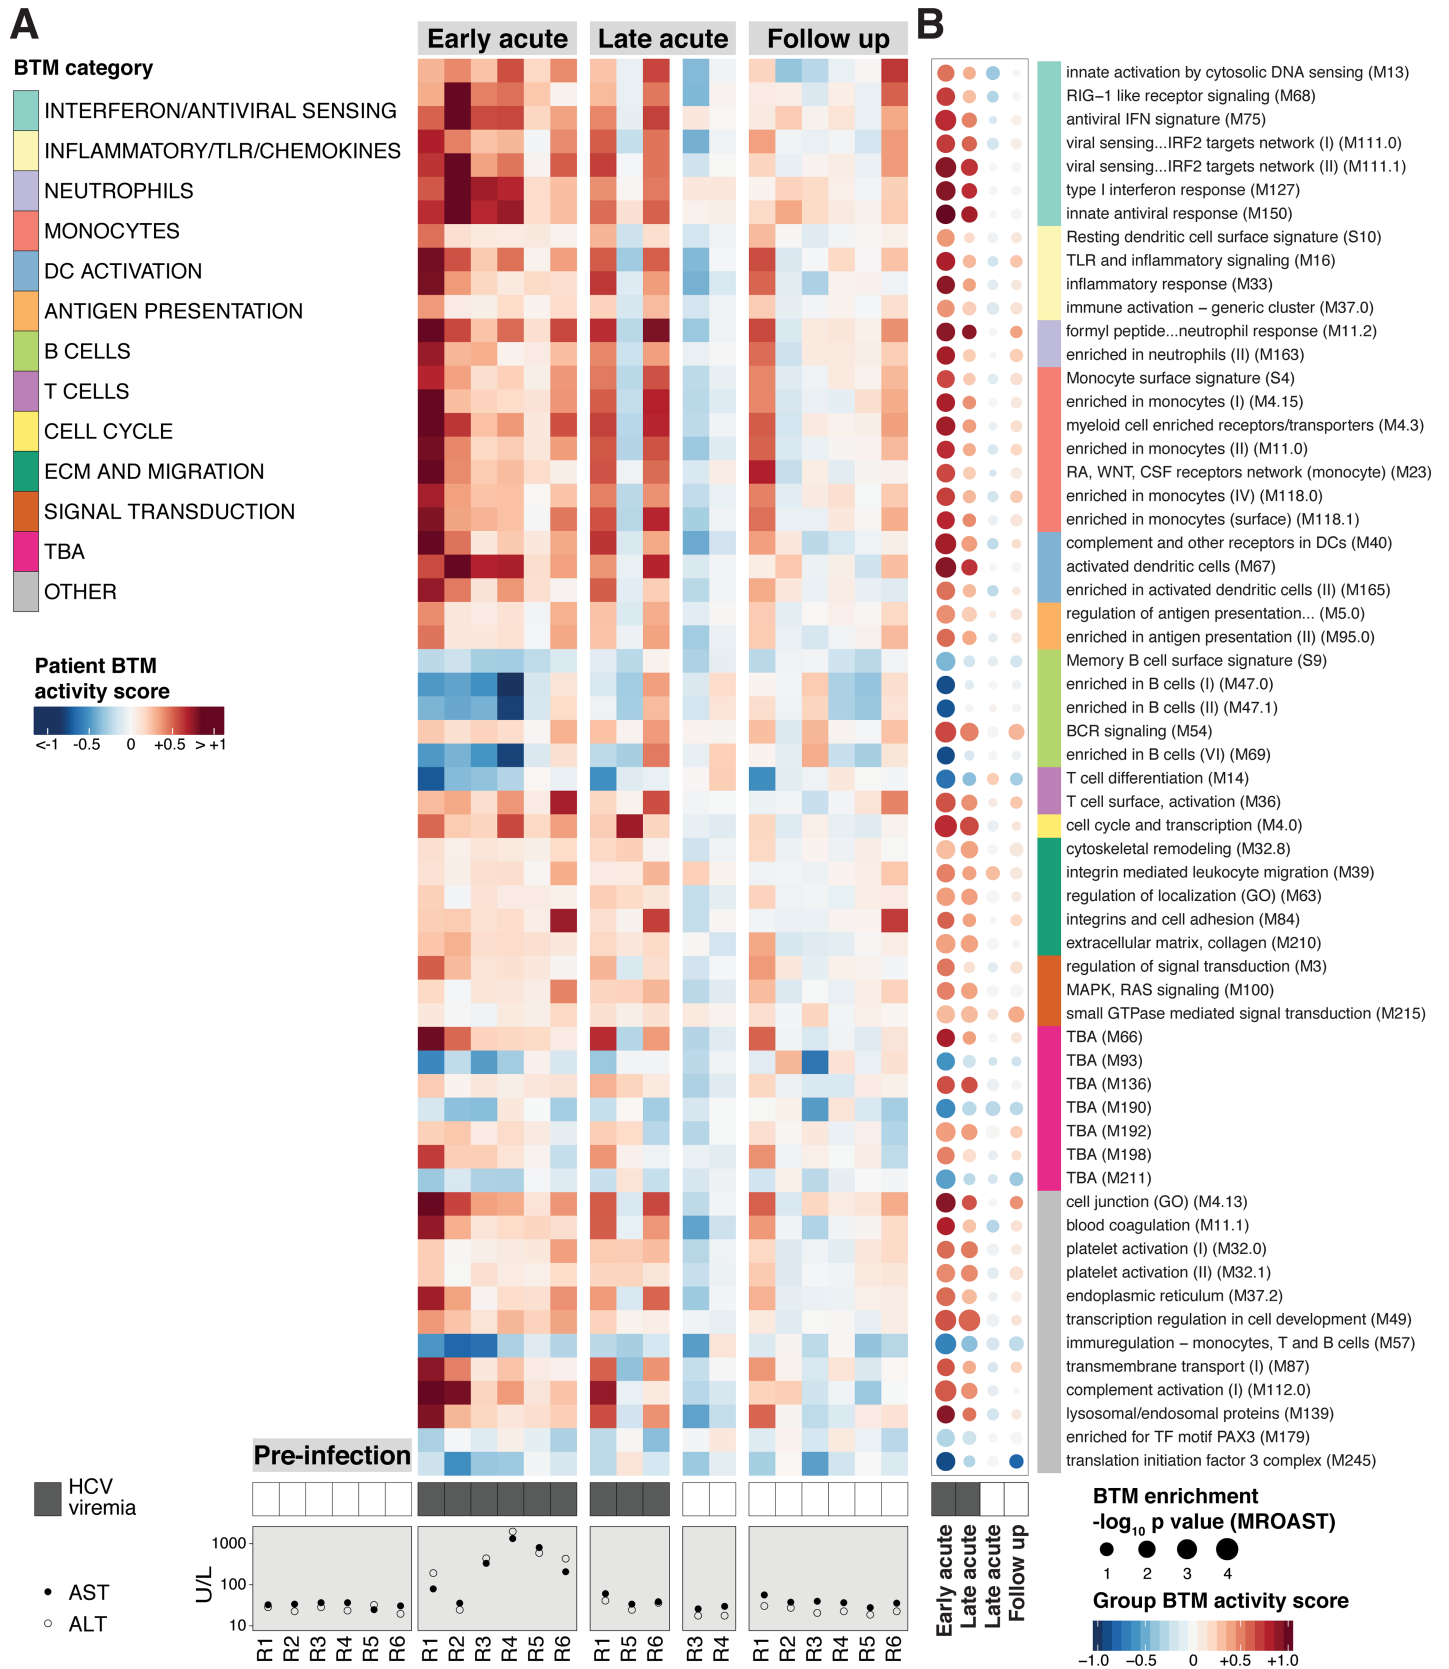 A
B
Early acute
Late acute
Follow up
BTM category
INTERFERON/ANTIVIRAL SENSING
INFLAMMATORY/TLR/CHEMOKINES
NEUTROPHILS
MONOCYTES
DC ACTIVATION
ANTIGEN PRESENTATION
B CELLS
T CELLS
CELL CYCLE
ECM AND MIGRATION
SIGNAL TRANSDUCTION
TBA
OTHER
Patient BTM
activity score
<-1 -0.5 0 +0.5 > +1
innate activation by cytosolic DNA sensing (M13)
RIG−1 like receptor signaling (M68)
antiviral IFN signature (M75)
viral sensing...IRF2 targets network (I) (M111.0)
viral sensing...IRF2 targets network (II) (M111.1)
type I interferon response (M127)
innate antiviral response (M150)
Resting dendritic cell surface signature (S10)
TLR and inflammatory signaling (M16)
inflammatory response (M33)
immune activation − generic cluster (M37.0)
formyl peptide...neutrophil response (M11.2)
enriched in neutrophils (II) (M163)
Monocyte surface signature (S4)
enriched in monocytes (I) (M4.15)
myeloid cell enriched receptors/transporters (M4.3)
enriched in monocytes (II) (M11.0)
RA, WNT, CSF receptors network (monocyte) (M23)
enriched in monocytes (IV) (M118.0)
enriched in monocytes (surface) (M118.1)
complement and other receptors in DCs (M40)
activated dendritic cells (M67)
enriched in activated dendritic cells (II) (M165)
regulation of antigen presentation... (M5.0)
enriched in antigen presentation (II) (M95.0)
Memory B cell surface signature (S9)
enriched in B cells (I) (M47.0)
enriched in B cells (II) (M47.1)
BCR signaling (M54)
enriched in B cells (VI) (M69)
T cell differentiation (M14)
T cell surface, activation (M36)
cell cycle and transcription (M4.0)
cytoskeletal remodeling (M32.8)
integrin mediated leukocyte migration (M39)
regulation of localization (GO) (M63)
integrins and cell adhesion (M84)
extracellular matrix, collagen (M210)
regulation of signal transduction (M3)
MAPK, RAS signaling (M100)
small GTPase mediated signal transduction (M215)
TBA (M66)
TBA (M93)
TBA (M136)
TBA (M190)
TBA (M192)
TBA (M198)
TBA (M211)
cell junction (GO) (M4.13)
blood coagulation (M11.1)
platelet activation (I) (M32.0)
platelet activation (II) (M32.1)
endoplasmic reticulum (M37.2)
transcription regulation in cell development (M49)
immuregulation − monocytes, T and B cells (M57)
transmembrane transport (I) (M87)
complement activation (I) (M112.0)
lysosomal/endosomal proteins (M139)
enriched for TF motif PAX3 (M179)
translation initiation factor 3 complex (M245)
Pre-infection
HCV
viremia
AST
ALT
U/L
1000
100
10
R1 R2 R3 R4 R5 R6
R1 R2 R3 R4 R5 R6
R1 R5 R6
R3 R4
R1 R2 R3 R4 R5 R6
Early acute
Late acute
Late acute
Follow up
BTM enrichment
-log10 p value (MROAST)
1 2 3 4
Group BTM activity score
−1.0 −0.5 0 +0.5 +1.0